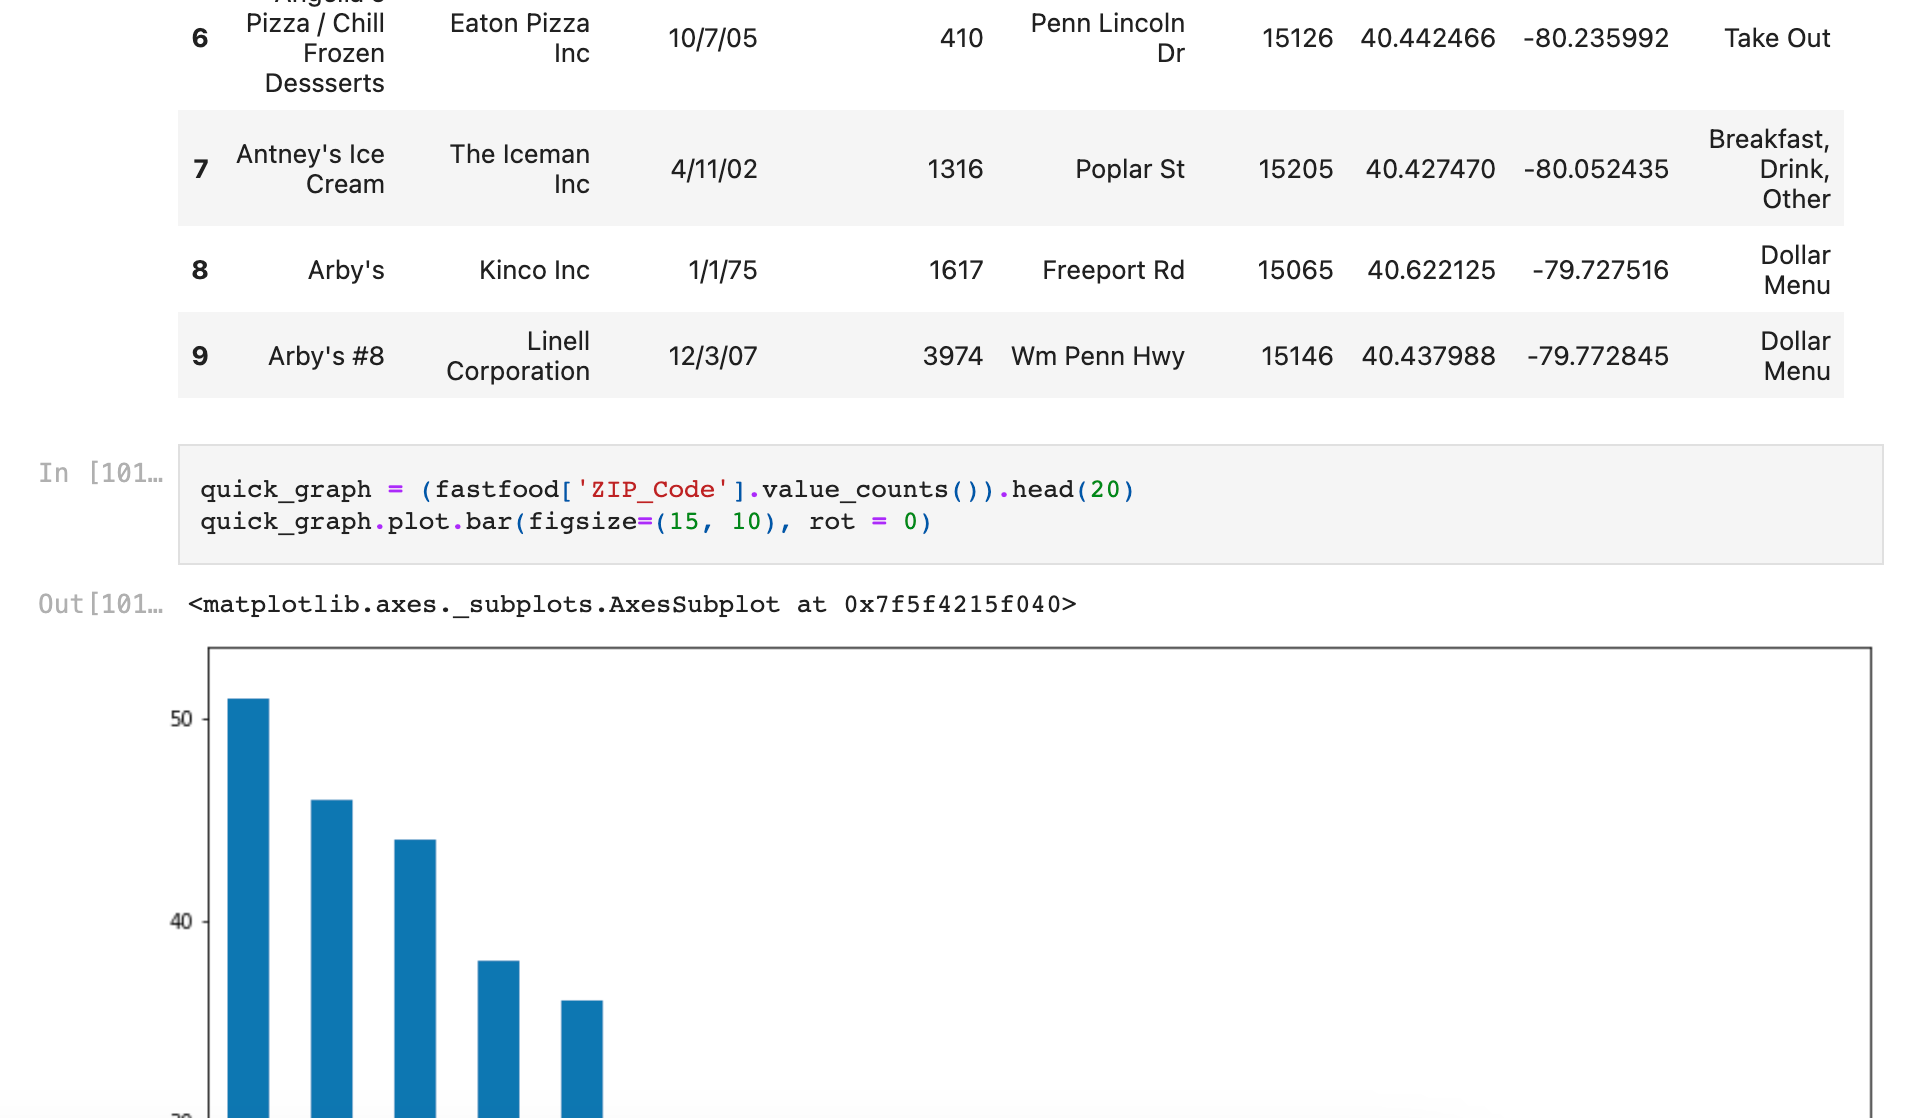 Pizza / Chill
Frozen
Dessserts
6
Eaton Pizza
Inc
10/7/05
410
Penn Lincoln
Dr
15126
40.442466
-80.235992
Take Out
7
Antney's Ice
Cream
The Iceman
Inc
4/11/02
1316
Poplar St
15205
40.427470
-80.052435
Breakfast,
Drink,
Other
8
Arby's
Kinco Inc
1/1/75
1617
Freeport Rd
15065
40.622125
-79.727516
Dollar
Menu
9
Arby's #8
Linell
Corporation
12/3/07
3974
Wm Penn Hwy
15146
40.437988
-79.772845
Dollar
Menu
In [101…
quick_graph = (fastfood['ZIP_Code'].value_counts()).head(20)
quick_graph.plot.bar(figsize=(15, 10), rot = 0)
Out[101…
<matplotlib.axes._subplots.AxesSubplot at 0x7f5f4215f040>
50
40